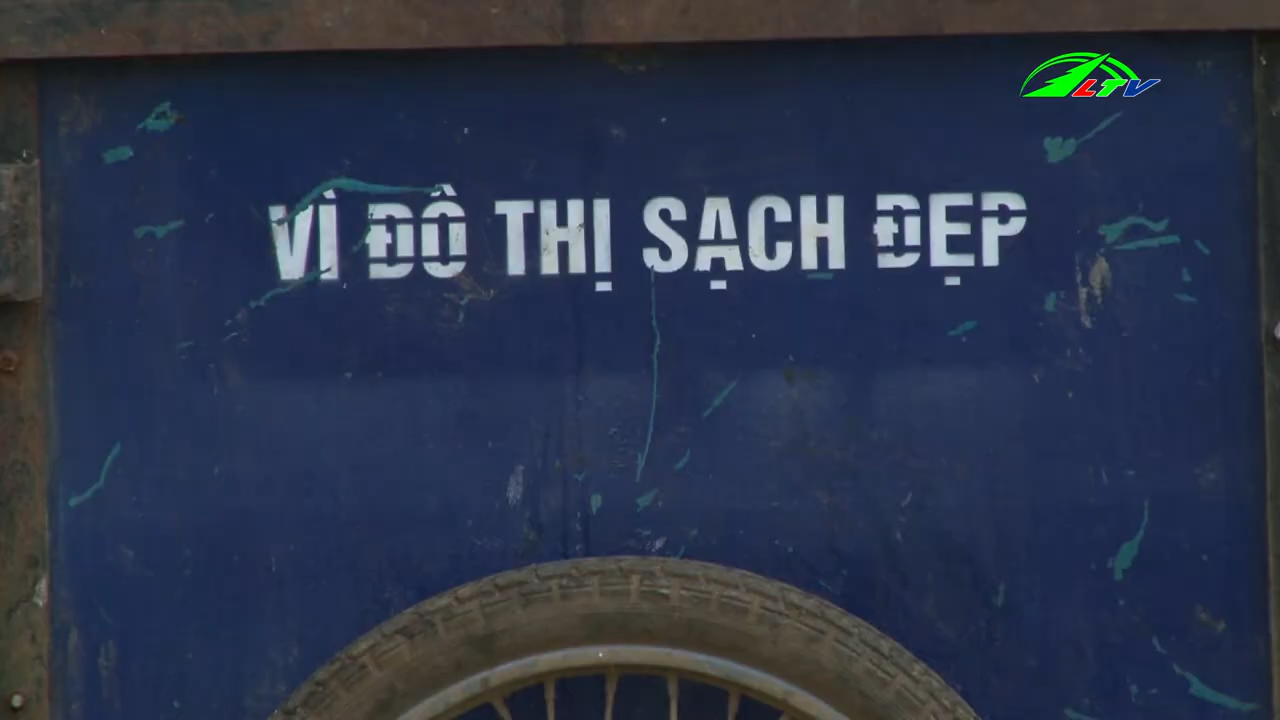 LTV
VÌ ĐÔ THỊ SẠCH ĐẸP